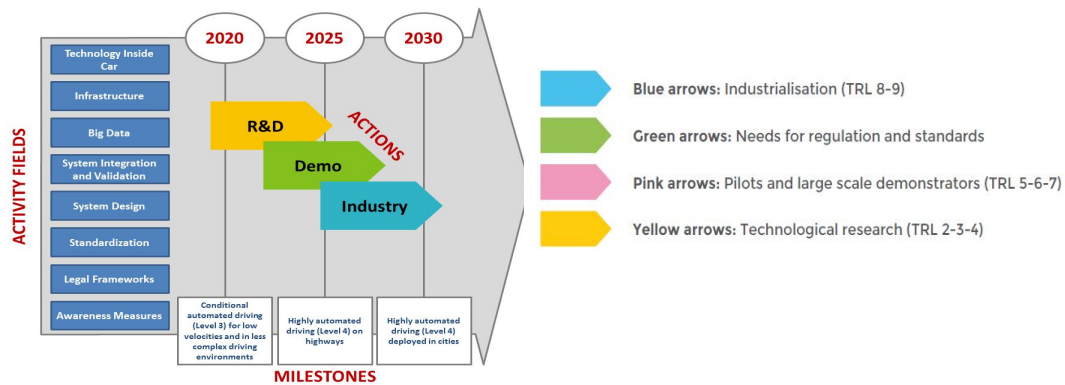 2020
2025
2030
ACTIVITY FIELDS
Technology Inside
Car
Infrastructure
Big Data
System Integration
and Validation
System Design
Standardization
Legal Frameworks
Awareness Measures
R&D
Demo
Industry
ACTIONS
Conditional
automated driving
(Level 3) for low
velocities and in less
complex driving
environments
Highly automated
driving (Level 4) on
highways
Highly automated
driving (Level 4)
deployed in cities
MILESTONES
Blue arrows: Industrialisation (TRL 8-9)
Green arrows: Needs for regulation and standards
Pink arrows: Pilots and large scale demonstrators (TRL 5-6-7)
Yellow arrows: Technological research (TRL 2-3-4)